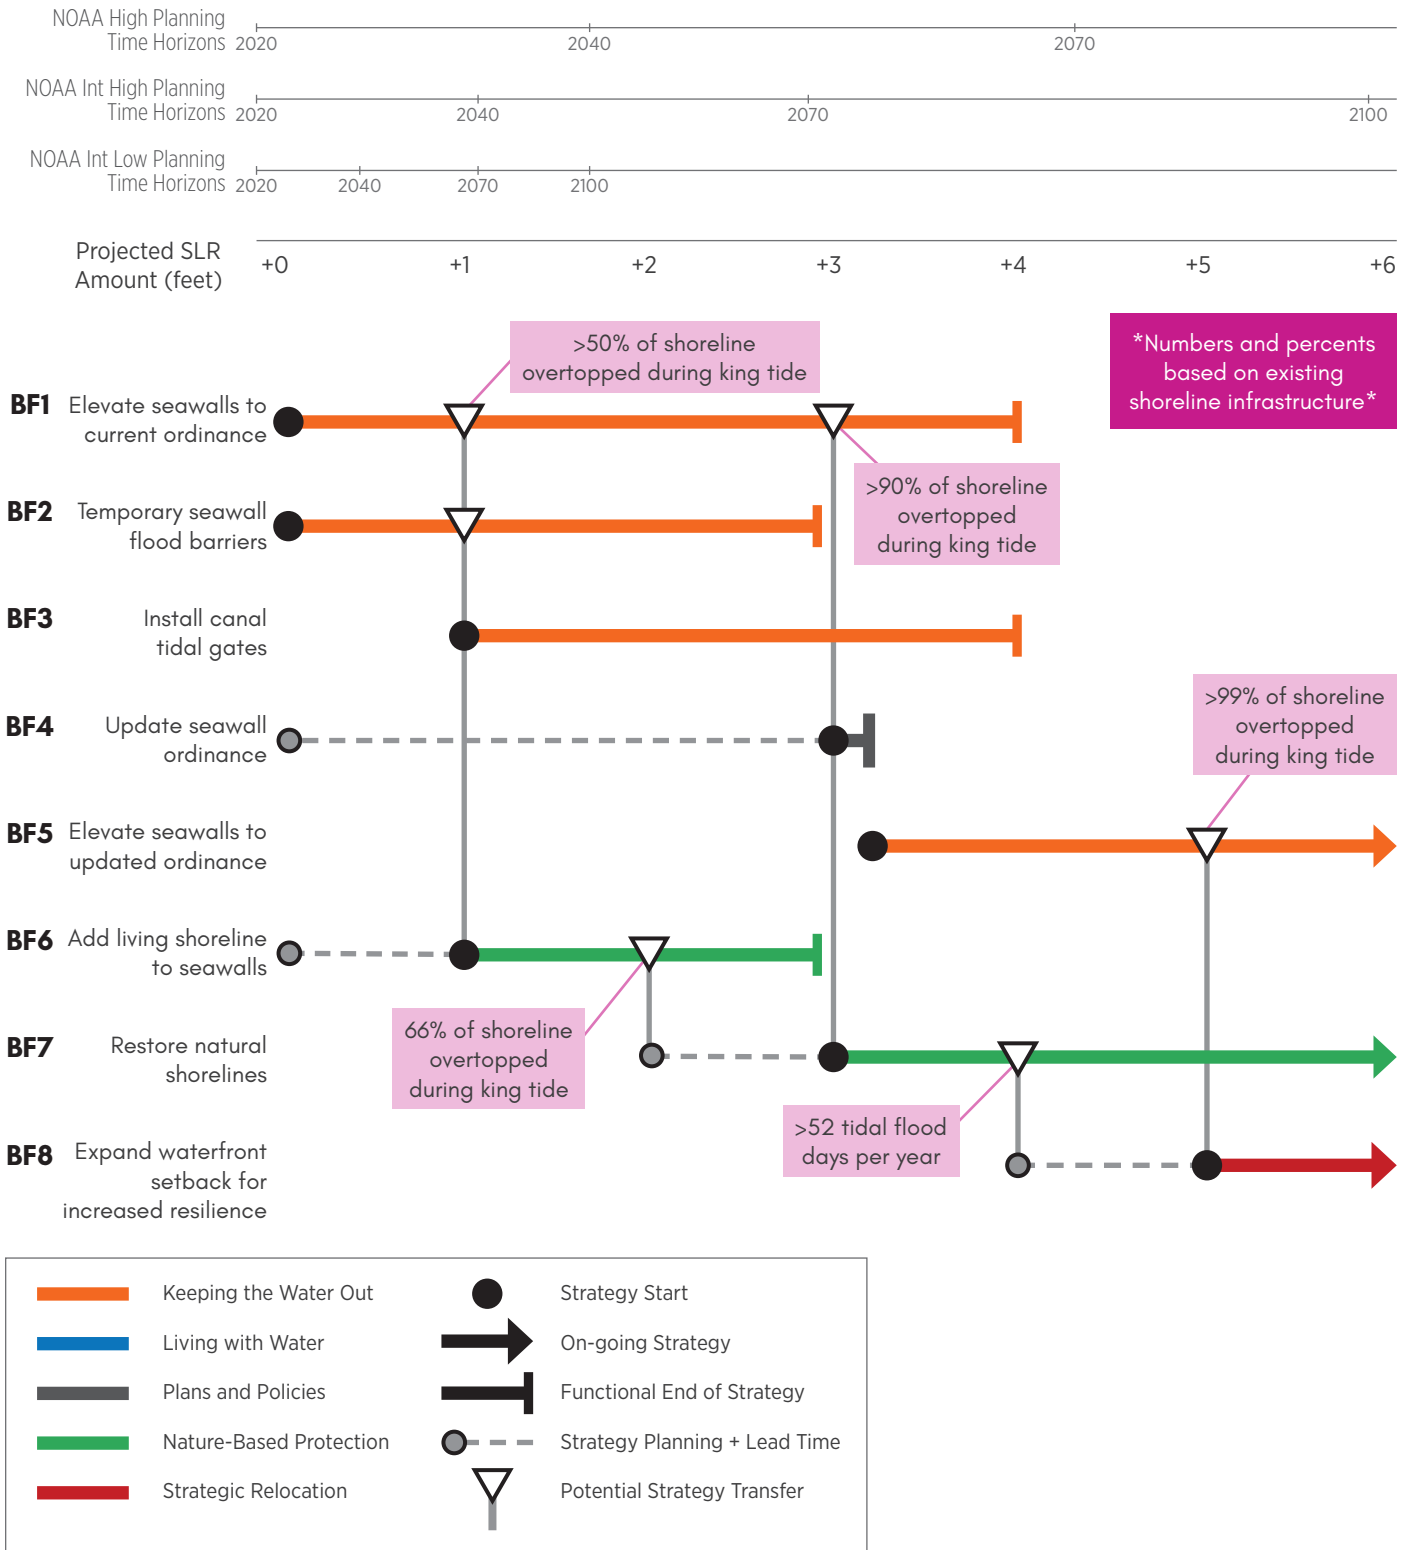 NOAA High Planning
Time Horizons
2020
2040
2070
NOAA Int High Planning
Time Horizons
2020
2040
2070
2100
NOAA Int Low Planning
Time Horizons
2020
2040
2070
2100
Projected SLR
Amount (feet)
+0
+1
+2
+3
+4
+5
+6
*Numbers and percents
based on existing
shoreline infrastructure*
>50% of shoreline
overtopped during king tide
BF1
Elevate seawalls to
current ordinance
>90% of shoreline
overtopped
during king tide
BF2
Temporary seawall
flood barriers
BF3
Install canal
tidal gates
>99% of shoreline
overtopped
during king tide
BF4
Update seawall
ordinance
BF5
Elevate seawalls to
updated ordinance
BF6
Add living shoreline
to seawalls
66% of shoreline
overtopped
during king tide
BF7
Restore natural
shorelines
>52 tidal flood
days per year
BF8
Expand waterfront
setback for
increased resilience
Keeping the Water Out
Living with Water
Plans and Policies
Nature-Based Protection
Strategic Relocation
Strategy Start
On-going Strategy
Functional End of Strategy
Strategy Planning + Lead Time
Potential Strategy Transfer